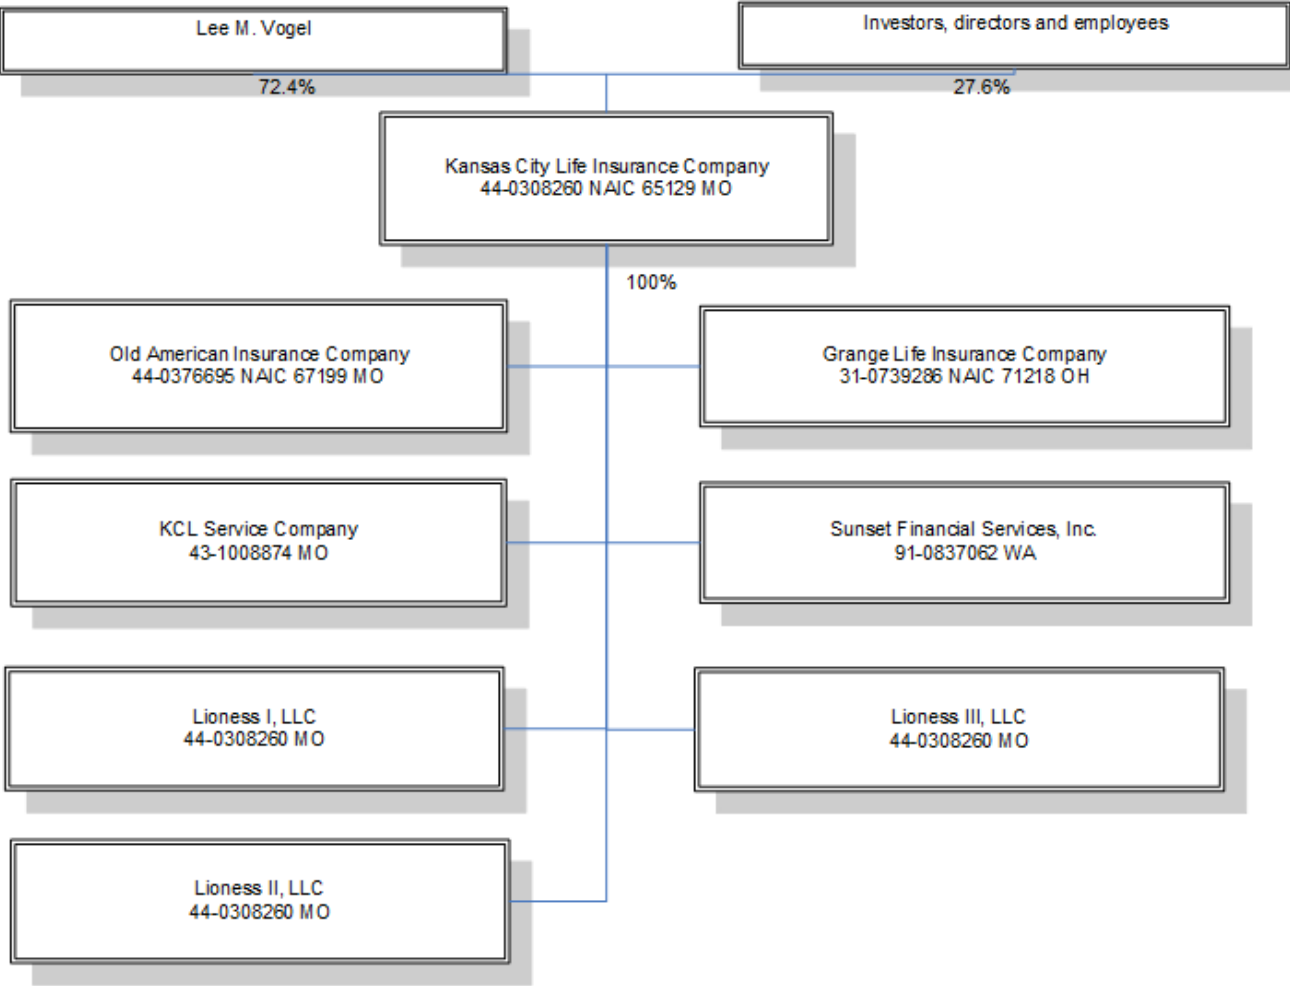 Lee M. Vogel
Investors, directors and employees
72.4%
27.6%
Kansas City Life Insurance Company
44-0308260 NAIC 65129 MO
100%
Old American Insurance Company
44-0376695 NAIC 67199 MO
Grange Life Insurance Company
31-0739286 NAIC 71218 OH
KCL Service Company
43-1008874 MO
Sunset Financial Services, Inc.
91-0837062 WA
Lioness I, LLC
44-0308260 MO
Lioness III, LLC
44-0308260 MO
Lioness II, LLC
44-0308260 MO